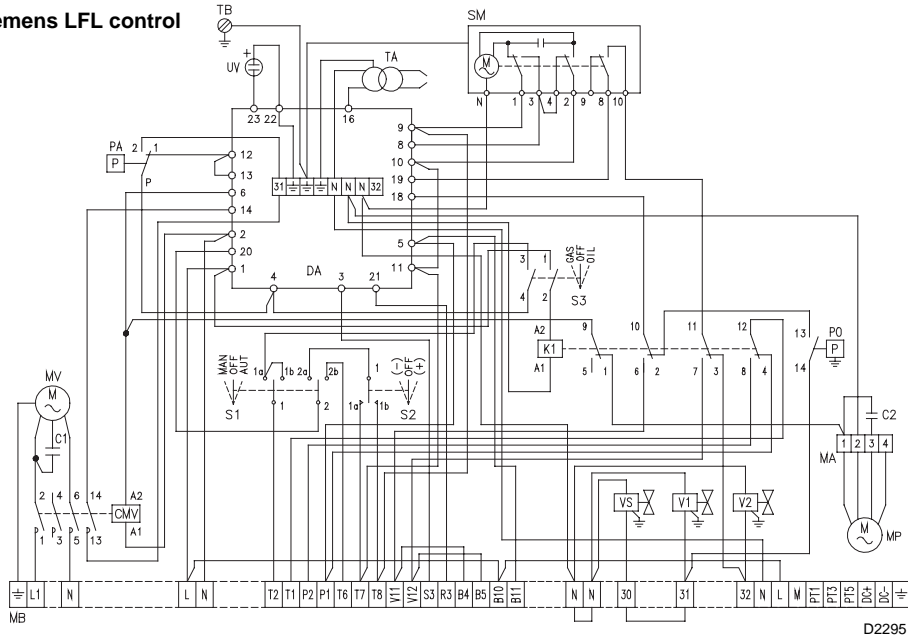 emens LFL control
TB
SM
+
UV
TA
M
N 1 3 4 2 9 8 10
23 22 16
PA
P
2 1
P
12
13
6
14
2
20
1
9
8
10
19
18
5
11
31 N N N 32
DA
4 3 21
3 1
4 2
GAS
OFF
OIL
S3
A2
K1
A1
9 10 11 12
5 1 6 2 7 3 8 4
13
14
PO
P
MV
M
C1
MAN
OFF
AUT
S1
1a 1b 2a 2b
1 2
1
1a 1b
(-)
OFF
(+)
S2
C2
1 2 3 4
MA
M
MP
2 4 6 14
A2
CMV
A1
P P P P
1 3 5 13
VS V1 V2
L1 N L N T2 T1 P2 P1 T6 T7 T8 V11 V12 S3 R3 B4 B5 B10 B11 N N 30 31 32 N L M PT1 PT3 PT5 DC+ DC-
MB
D2295